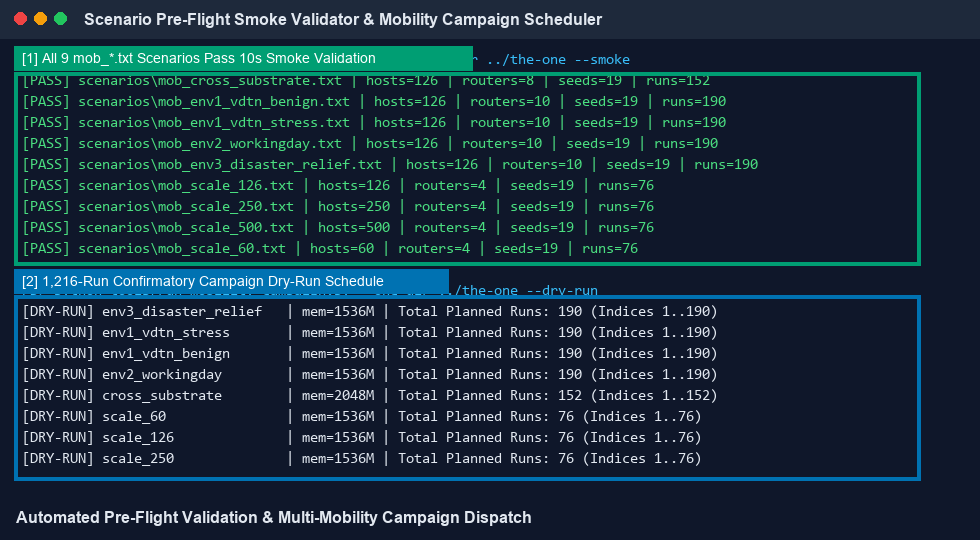 Scenario Pre-Flight Smoke Validator & Mobility Campaign Scheduler
[1] All 9 mob_*.txt Scenarios Pass 10s Smoke Validation
../the-one --smoke
[PASS] scenarios\mob_cross_substrate.txt | hosts=126 | routers=8 | seeds=19 | runs=152
[PASS] scenarios\mob_env1_vdtn_benign.txt | hosts=126 | routers=10 | seeds=19 | runs=190
[PASS] scenarios\mob_env1_vdtn_stress.txt | hosts=126 | routers=10 | seeds=19 | runs=190
[PASS] scenarios\mob_env2_workingday.txt | hosts=126 | routers=10 | seeds=19 | runs=190
[PASS] scenarios\mob_env3_disaster_relief.txt | hosts=126 | routers=10 | seeds=19 | runs=190
[PASS] scenarios\mob_scale_126.txt | hosts=126 | routers=4 | seeds=19 | runs=76
[PASS] scenarios\mob_scale_250.txt | hosts=250 | routers=4 | seeds=19 | runs=76
[PASS] scenarios\mob_scale_500.txt | hosts=500 | routers=4 | seeds=19 | runs=76
[PASS] scenarios\mob_scale_60.txt | hosts=60 | routers=4 | seeds=19 | runs=76
[2] 1,216-Run Confirmatory Campaign Dry-Run Schedule
../the-one --dry-run
[DRY-RUN] env3_disaster_relief | mem=1536M | Total Planned Runs: 190 (Indices 1..190)
[DRY-RUN] env1_vdtn_stress | mem=1536M | Total Planned Runs: 190 (Indices 1..190)
[DRY-RUN] env1_vdtn_benign | mem=1536M | Total Planned Runs: 190 (Indices 1..190)
[DRY-RUN] env2_workingday | mem=1536M | Total Planned Runs: 190 (Indices 1..190)
[DRY-RUN] cross_substrate | mem=2048M | Total Planned Runs: 152 (Indices 1..152)
[DRY-RUN] scale_60 | mem=1536M | Total Planned Runs: 76 (Indices 1..76)
[DRY-RUN] scale_126 | mem=1536M | Total Planned Runs: 76 (Indices 1..76)
[DRY-RUN] scale_250 | mem=1536M | Total Planned Runs: 76 (Indices 1..76)
Automated Pre-Flight Validation & Multi-Mobility Campaign Dispatch